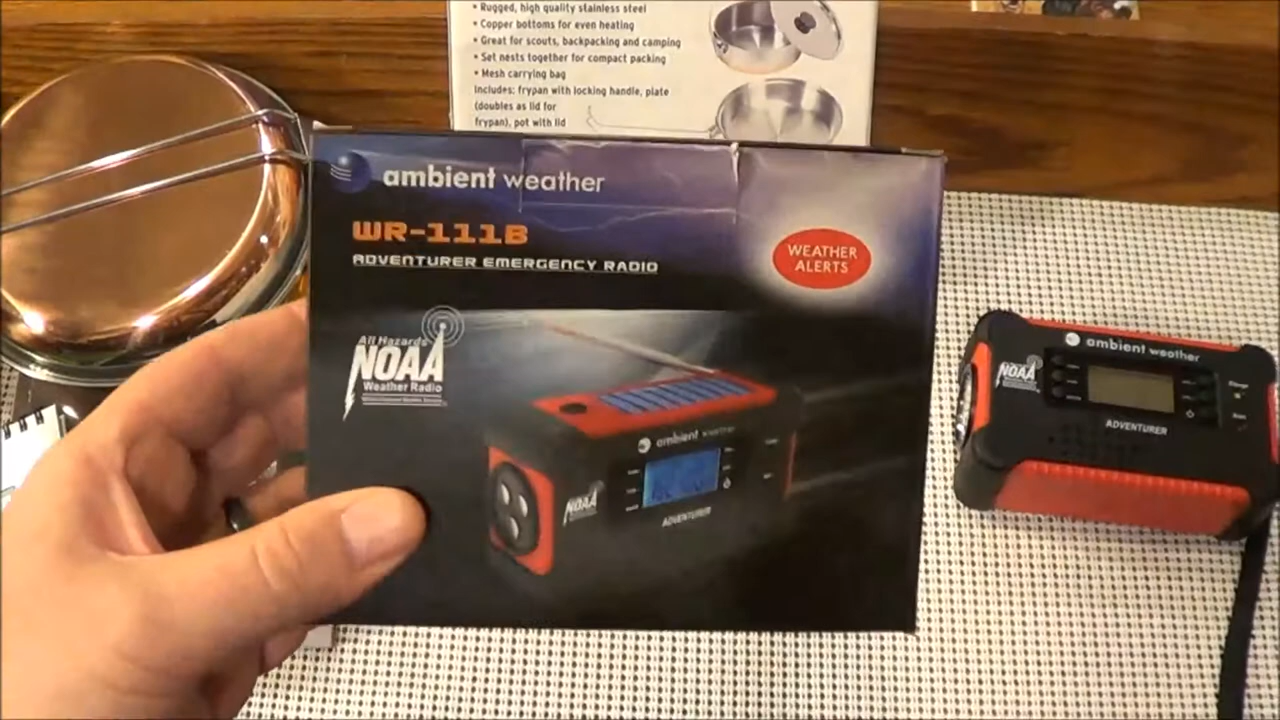 • Rugged, high quality stainless steel
• Copper bottoms for even heating
• Great for scouts, backpacking and camping
• Set nests together for compact packing
• Mesh carrying bag
Includes: frypan with locking handle, plate
(doubles as lid for
frypan), pot with lid
ambient weather
WR-111B
ADVENTURER EMERGENCY RADIO
WEATHER
ALERTS
All Hazards
NOAA
Weather Radio
ambient weather
NOAA
ADVENTURER
ambient weather
NOAA
ADVENTURER